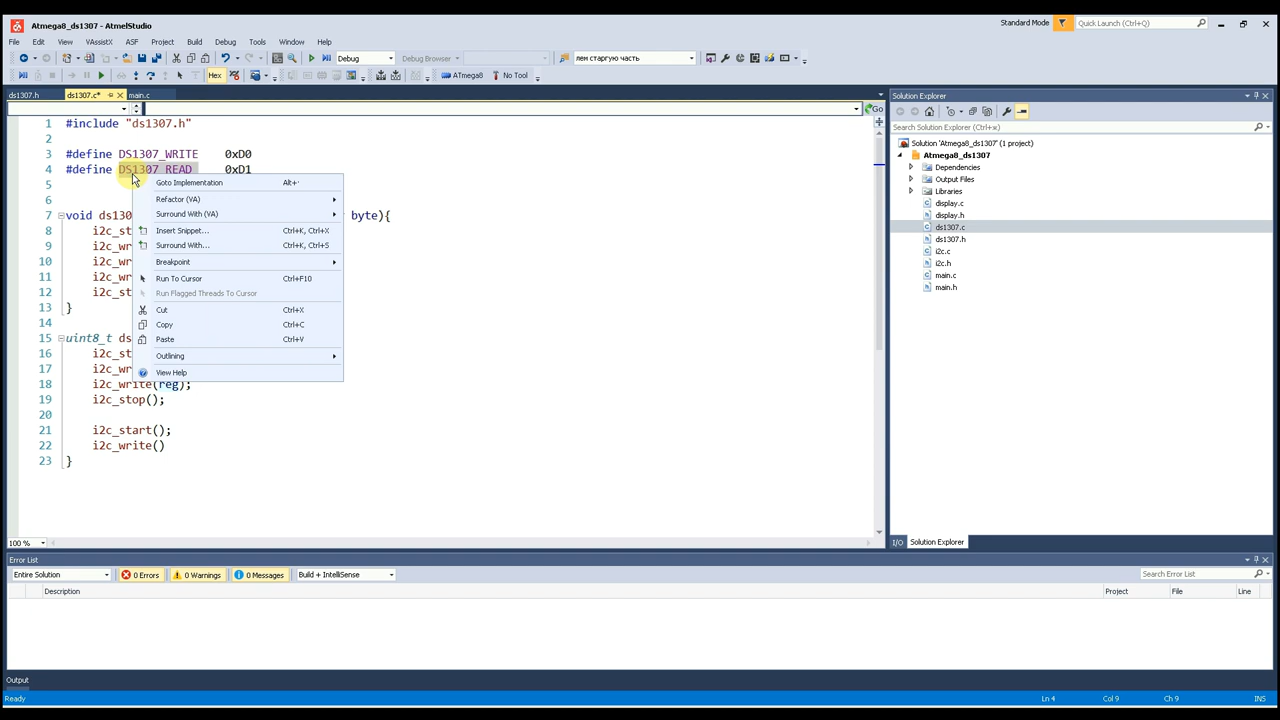 Atmega8_ds1307 - AtmelStudio
Standard Mode
Quick Launch (Ctrl+Q)
File Edit View VAssistX ASF Project Build Debug Tools Window Help
Debug
Debug Browser
лем старгую часть
Hex
ATmega8
No Tool
ds1307.h
ds1307.c*
main.c
Go
1 #include "ds1307.h"
2
3 #define DS1307_WRITE 0xD0
4 #define DS1307_READ 0xD1
5
6
7 void ds130
byte){
8 i2c_st
9 i2c_wr
10 i2c_wr
11 i2c_wr
12 i2c_st
13 }
14
15 uint8_t ds
16 i2c_st
17 i2c_wr
18 i2c_write(reg);
19 i2c_stop();
20
21 i2c_start();
22 i2c_write()
23 }
Goto Implementation Alt+'
Refactor (VA)
Surround With (VA)
Insert Snippet... Ctrl+K, Ctrl+X
Surround With... Ctrl+K, Ctrl+S
Breakpoint
Run To Cursor Ctrl+F10
Run Flagged Threads To Cursor
Cut Ctrl+X
Copy Ctrl+C
Paste Ctrl+V
Outlining
View Help
100 %
Solution Explorer
Search Solution Explorer (Ctrl+ж)
Solution 'Atmega8_ds1307' (1 project)
Atmega8_ds1307
Dependencies
Output Files
Libraries
display.c
display.h
ds1307.c
ds1307.h
i2c.c
i2c.h
main.c
main.h
I/O Solution Explorer
Error List
Entire Solution
0 Errors
0 Warnings
0 Messages
Build + IntelliSense
Search Error List
Description Project File Line
Output
Ready Ln 4 Col 9 Ch 9 INS